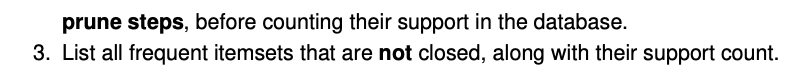 prune steps, before counting their support in the database.
3. List all frequent itemsets that are not closed, along with their support count.